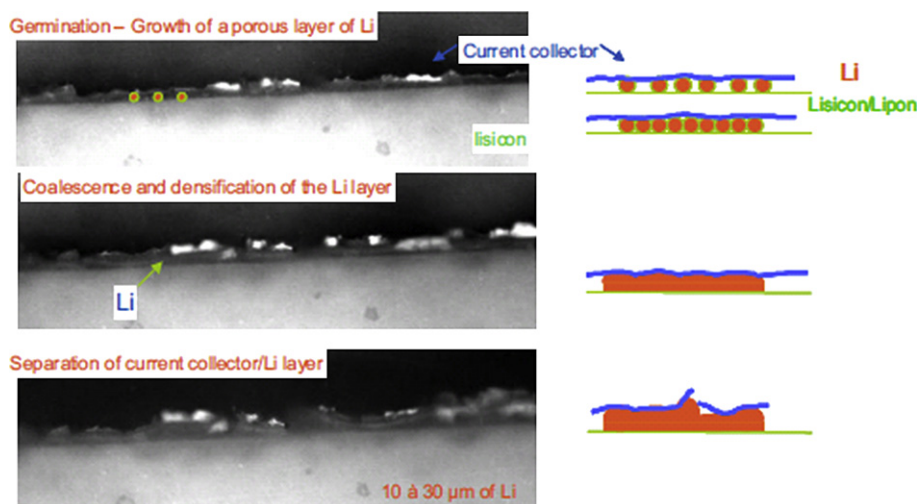 Germination – Growth of a porous layer of Li
Current collector
Li
Lisicon/Lipon
lisicon
Coalescence and densification of the Li layer
Li
Separation of current collector/Li layer
10 à 30 µm of Li